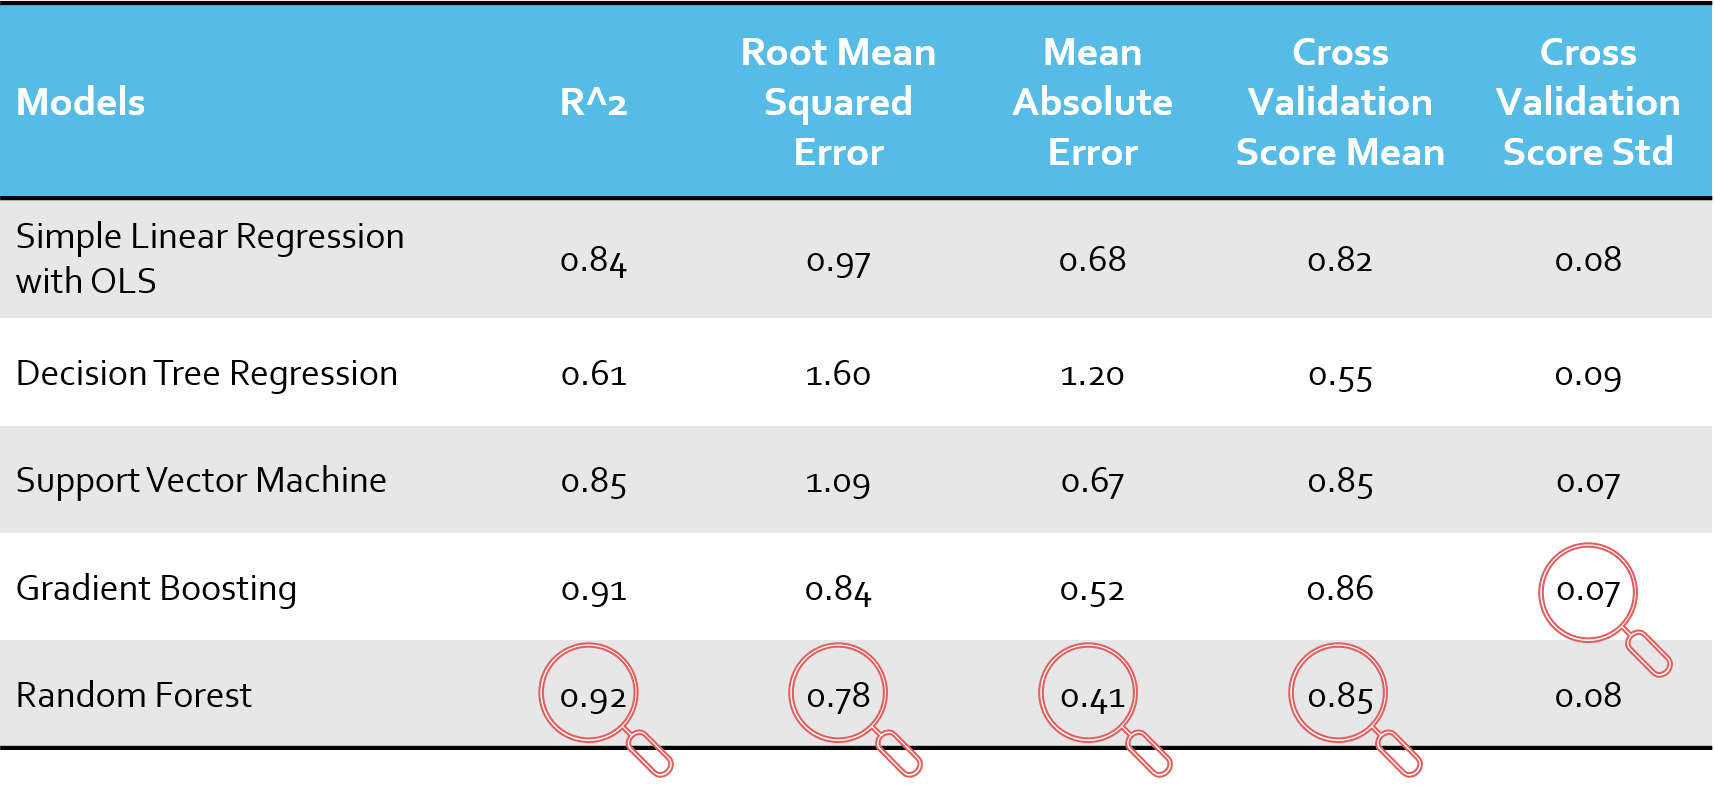 Models R^2 Root Mean Squared Error Mean Absolute Error Cross Validation Score Mean Cross Validation Score Std
Simple Linear Regression with OLS 0.84 0.97 0.68 0.82 0.08
Decision Tree Regression 0.61 1.60 1.20 0.55 0.09
Support Vector Machine 0.85 1.09 0.67 0.85 0.07
Gradient Boosting 0.91 0.84 0.52 0.86 0.07
Random Forest 0.92 0.78 0.41 0.85 0.08